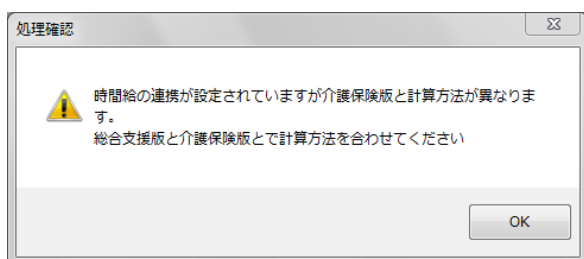 処理確認
時間給の連携が設定されていますが介護保険版と計算方法が異なりま
す。
総合支援版と介護保険版とで計算方法を合わせてください
OK